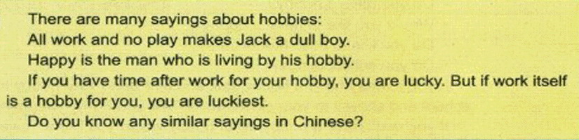 There are many sayings about hobbies:
All work and no play makes Jack a dull boy.
Happy is the man who is living by his hobby.
If you have time after work for your hobby, you are lucky. But if work itself
is a hobby for you, you are luckiest.
Do you know any similar sayings in Chinese?